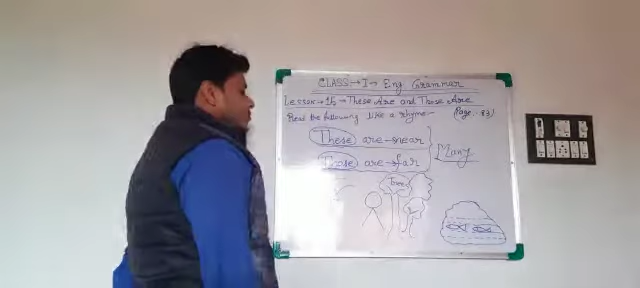 CLASS → I → Eng Grammar
Lesson → 16 → These Are and Those Are
Read the following like a rhyme — (Page: 83)
These are → near
Those are → far
Many
Trees